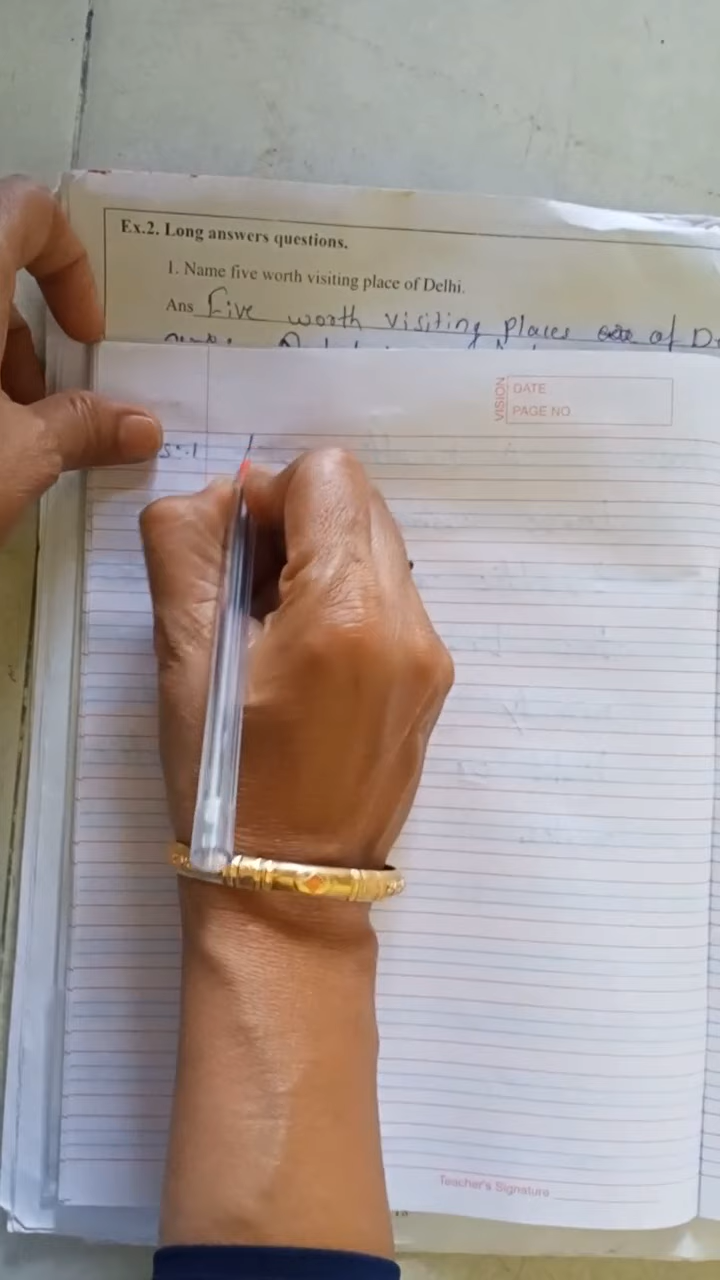 Ex.2. Long answers questions.
1. Name five worth visiting place of Delhi.
Ans Five worth visiting places of
VISION
DATE
PAGE NO
Teacher's Signature